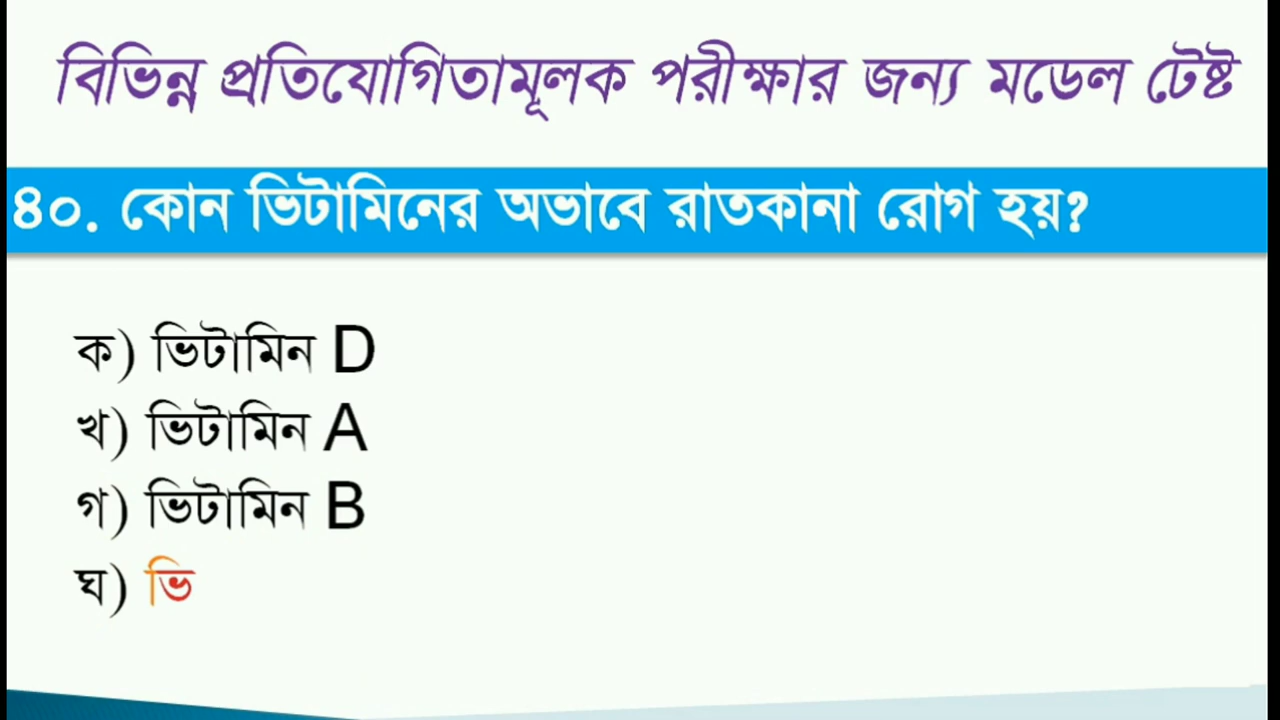 বিভিন্ন প্রতিযোগিতামূলক পরীক্ষার জন্য মডেল টেষ্ট
৪০. কোন ভিটামিনের অভাবে রাতকানা রোগ হয়?
ক) ভিটামিন D
খ) ভিটামিন A
গ) ভিটামিন B
ঘ) ভি